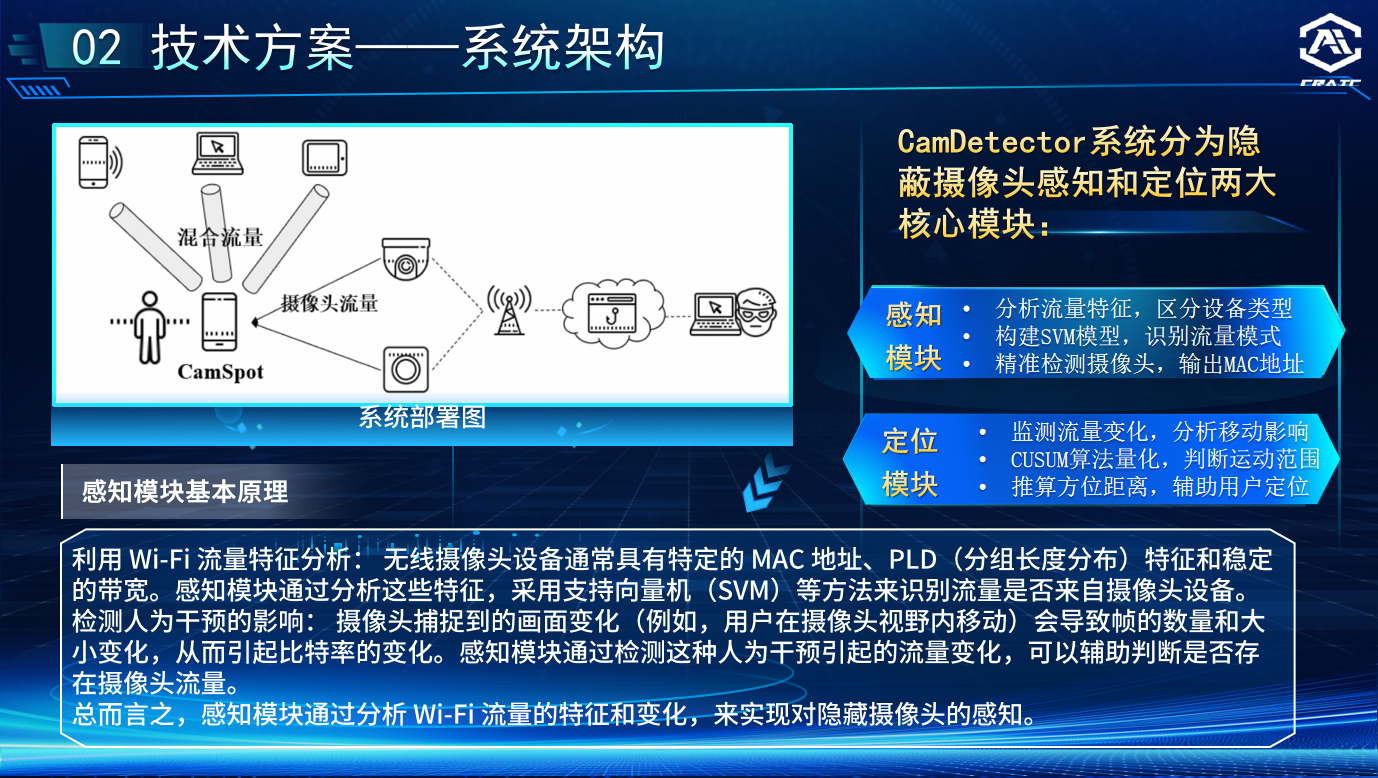 02 技术方案——系统架构
CRAIC
混合流量
摄像头流量
CamSpot
系统部署图
CamDetector系统分为隐
蔽摄像头感知和定位两大
核心模块：
感知
模块
• 分析流量特征，区分设备类型
• 构建SVM模型，识别流量模式
• 精准检测摄像头，输出MAC地址
定位
模块
• 监测流量变化，分析移动影响
• CUSUM算法量化，判断运动范围
• 推算方位距离，辅助用户定位
感知模块基本原理
利用 Wi-Fi 流量特征分析： 无线摄像头设备通常具有特定的 MAC 地址、PLD（分组长度分布）特征和稳定
的带宽。感知模块通过分析这些特征，采用支持向量机（SVM）等方法来识别流量是否来自摄像头设备。
检测人为干预的影响： 摄像头捕捉到的画面变化（例如，用户在摄像头视野内移动）会导致帧的数量和大
小变化，从而引起比特率的变化。感知模块通过检测这种人为干预引起的流量变化，可以辅助判断是否存
在摄像头流量。
总而言之，感知模块通过分析 Wi-Fi 流量的特征和变化，来实现对隐藏摄像头的感知。